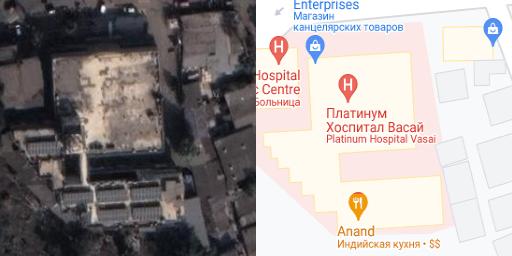 Enterprises
Магазин
канцелярских товаров
Hospital
c Centre
больница
Платинум
Хоспитал Васай
Platinum Hospital Vasai
Anand
Индийская кухня • $$